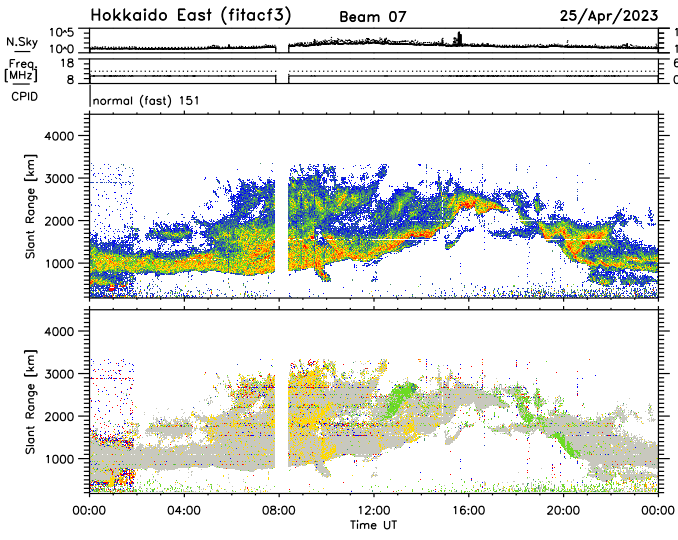 Hokkaido East (fitacf3) Beam 07 25/Apr/2023
N.Sky 10^5 10^0 1 1
Freq. [MHz] 18 8 6 0
CPID normal (fast) 151
Slant Range [km] 4000 3000 2000 1000
Slant Range [km] 4000 3000 2000 1000
00:00 04:00 08:00 12:00 16:00 20:00 00:00
Time UT